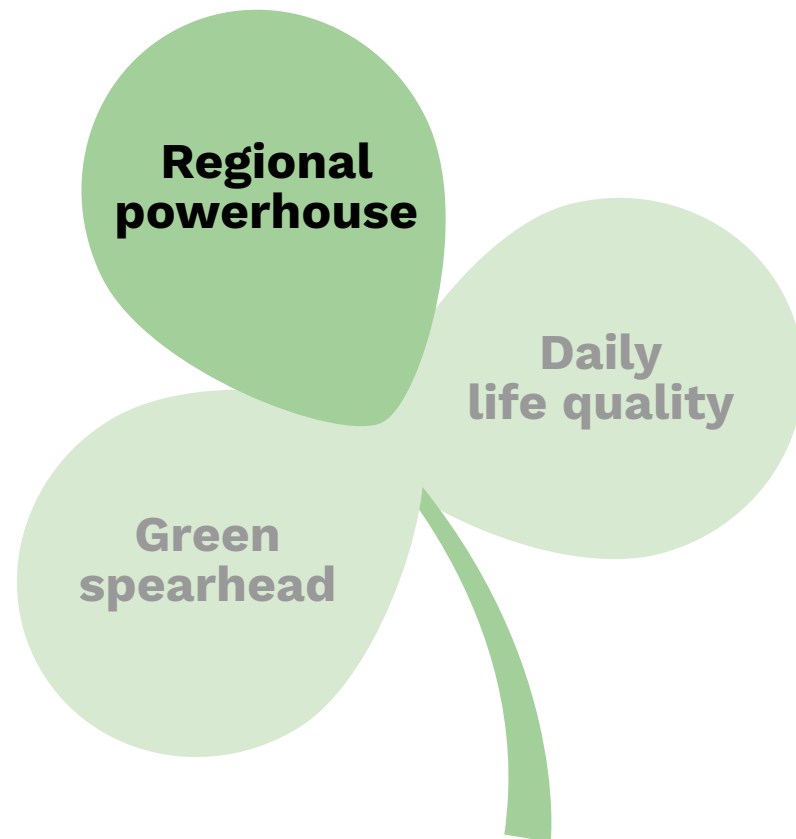 Regional
powerhouse
Daily
life quality
Green
spearhead